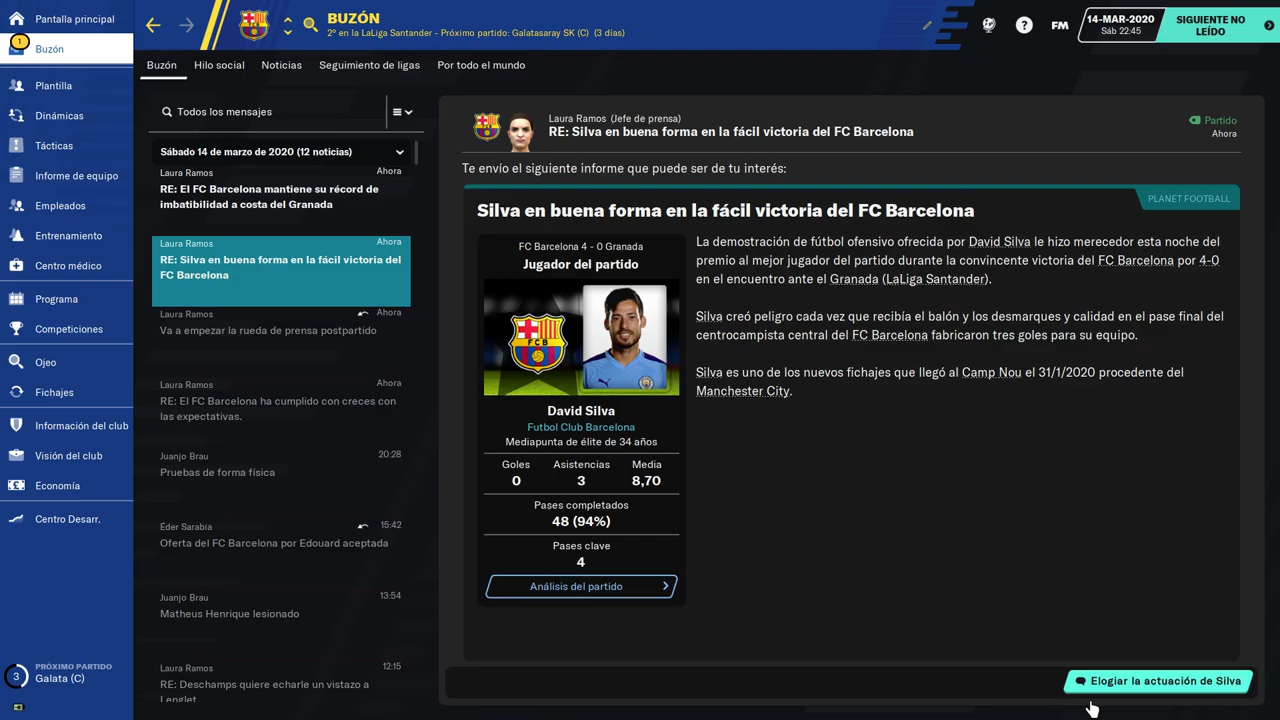 Pantalla principal
1
Buzón
Plantilla
Dinámicas
Tácticas
Informe de equipo
Empleados
Entrenamiento
Centro médico
Programa
Competiciones
Ojeo
Fichajes
Información del club
Visión del club
Economía
Centro Desarr.
3
PRÓXIMO PARTIDO
Galata (C)
BUZÓN
2º en la LaLiga Santander - Próximo partido: Galatasaray SK (C) (3 días)
?
FM
14-MAR-2020
Sáb 22:45
SIGUIENTE NO LEÍDO
Buzón
Hilo social
Noticias
Seguimiento de ligas
Por todo el mundo
Todos los mensajes
Sábado 14 de marzo de 2020 (12 noticias)
Laura Ramos Ahora
RE: El FC Barcelona mantiene su récord de
imbatibilidad a costa del Granada
Laura Ramos Ahora
RE: Silva en buena forma en la fácil victoria del
FC Barcelona
Laura Ramos Ahora
Va a empezar la rueda de prensa postpartido
Laura Ramos Ahora
RE: El FC Barcelona ha cumplido con creces con
las expectativas.
Juanjo Brau 20:28
Pruebas de forma física
Éder Sarabia 15:42
Oferta del FC Barcelona por Edouard aceptada
Juanjo Brau 13:54
Matheus Henrique lesionado
Laura Ramos 12:15
RE: Deschamps quiere echarle un vistazo a
Lenglet
Laura Ramos (Jefe de prensa)
RE: Silva en buena forma en la fácil victoria del FC Barcelona
Partido
Ahora
Te envío el siguiente informe que puede ser de tu interés:
PLANET FOOTBALL
Silva en buena forma en la fácil victoria del FC Barcelona
FC Barcelona 4 - 0 Granada
Jugador del partido
FCB
David Silva
Futbol Club Barcelona
Mediapunta de élite de 34 años
Goles Asistencias Media
0 3 8,70
Pases completados
48 (94%)
Pases clave
4
Análisis del partido
La demostración de fútbol ofensivo ofrecida por David Silva le hizo merecedor esta noche del
premio al mejor jugador del partido durante la convincente victoria del FC Barcelona por 4-0
en el encuentro ante el Granada (LaLiga Santander).
Silva creó peligro cada vez que recibía el balón y los desmarques y calidad en el pase final del
centrocampista central del FC Barcelona fabricaron tres goles para su equipo.
Silva es uno de los nuevos fichajes que llegó al Camp Nou el 31/1/2020 procedente del
Manchester City.
Elogiar la actuación de Silva